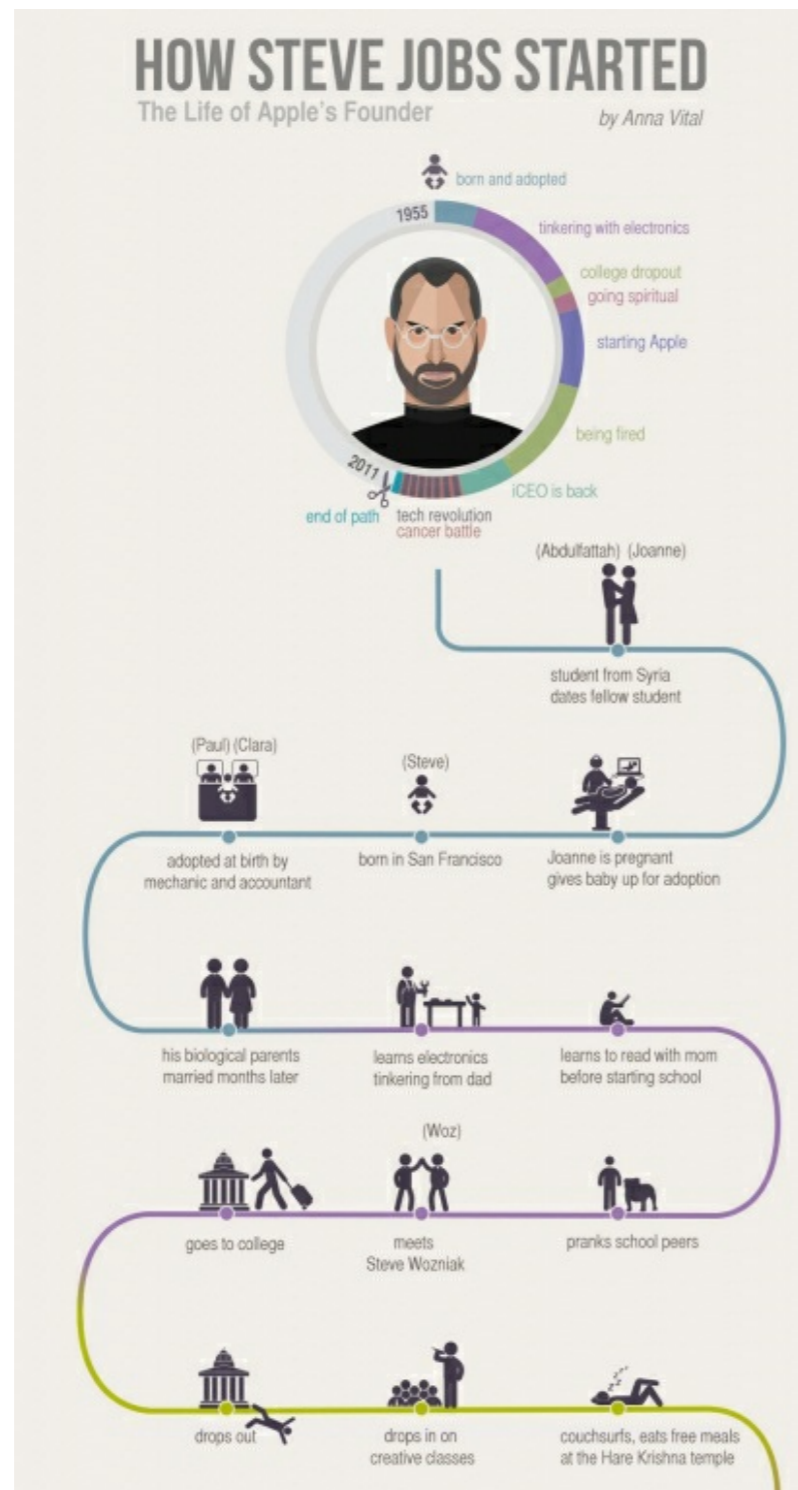 HOW STEVE JOBS STARTED
The Life of Apple's Founder
by Anna Vital
born and adopted
1955
tinkering with electronics
college dropout
going spiritual
starting Apple
being fired
iCEO is back
2011
end of path
tech revolution
cancer battle
(Abdulfattah) (Joanne)
student from Syria
dates fellow student
(Paul) (Clara)
adopted at birth by
mechanic and accountant
(Steve)
born in San Francisco
Joanne is pregnant
gives baby up for adoption
his biological parents
married months later
learns electronics
tinkering from dad
learns to read with mom
before starting school
goes to college
(Woz)
meets
Steve Wozniak
pranks school peers
drops out
drops in on
creative classes
zzz
couchsurfs, eats free meals
at the Hare Krishna temple